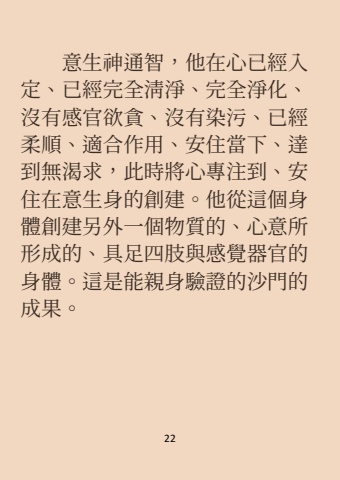 意生神通智，他在心已經入
定、已經完全清淨、完全淨化、
沒有感官欲貪、沒有染污、已經
柔順、適合作用、安住當下、達
到無渴求，此時將心專注到、安
住在意生身的創建。他從這個身
體創建另外一個物質的、心意所
形成的、具足四肢與感覺器官的
身體。這是能親身驗證的沙門的
成果。
22